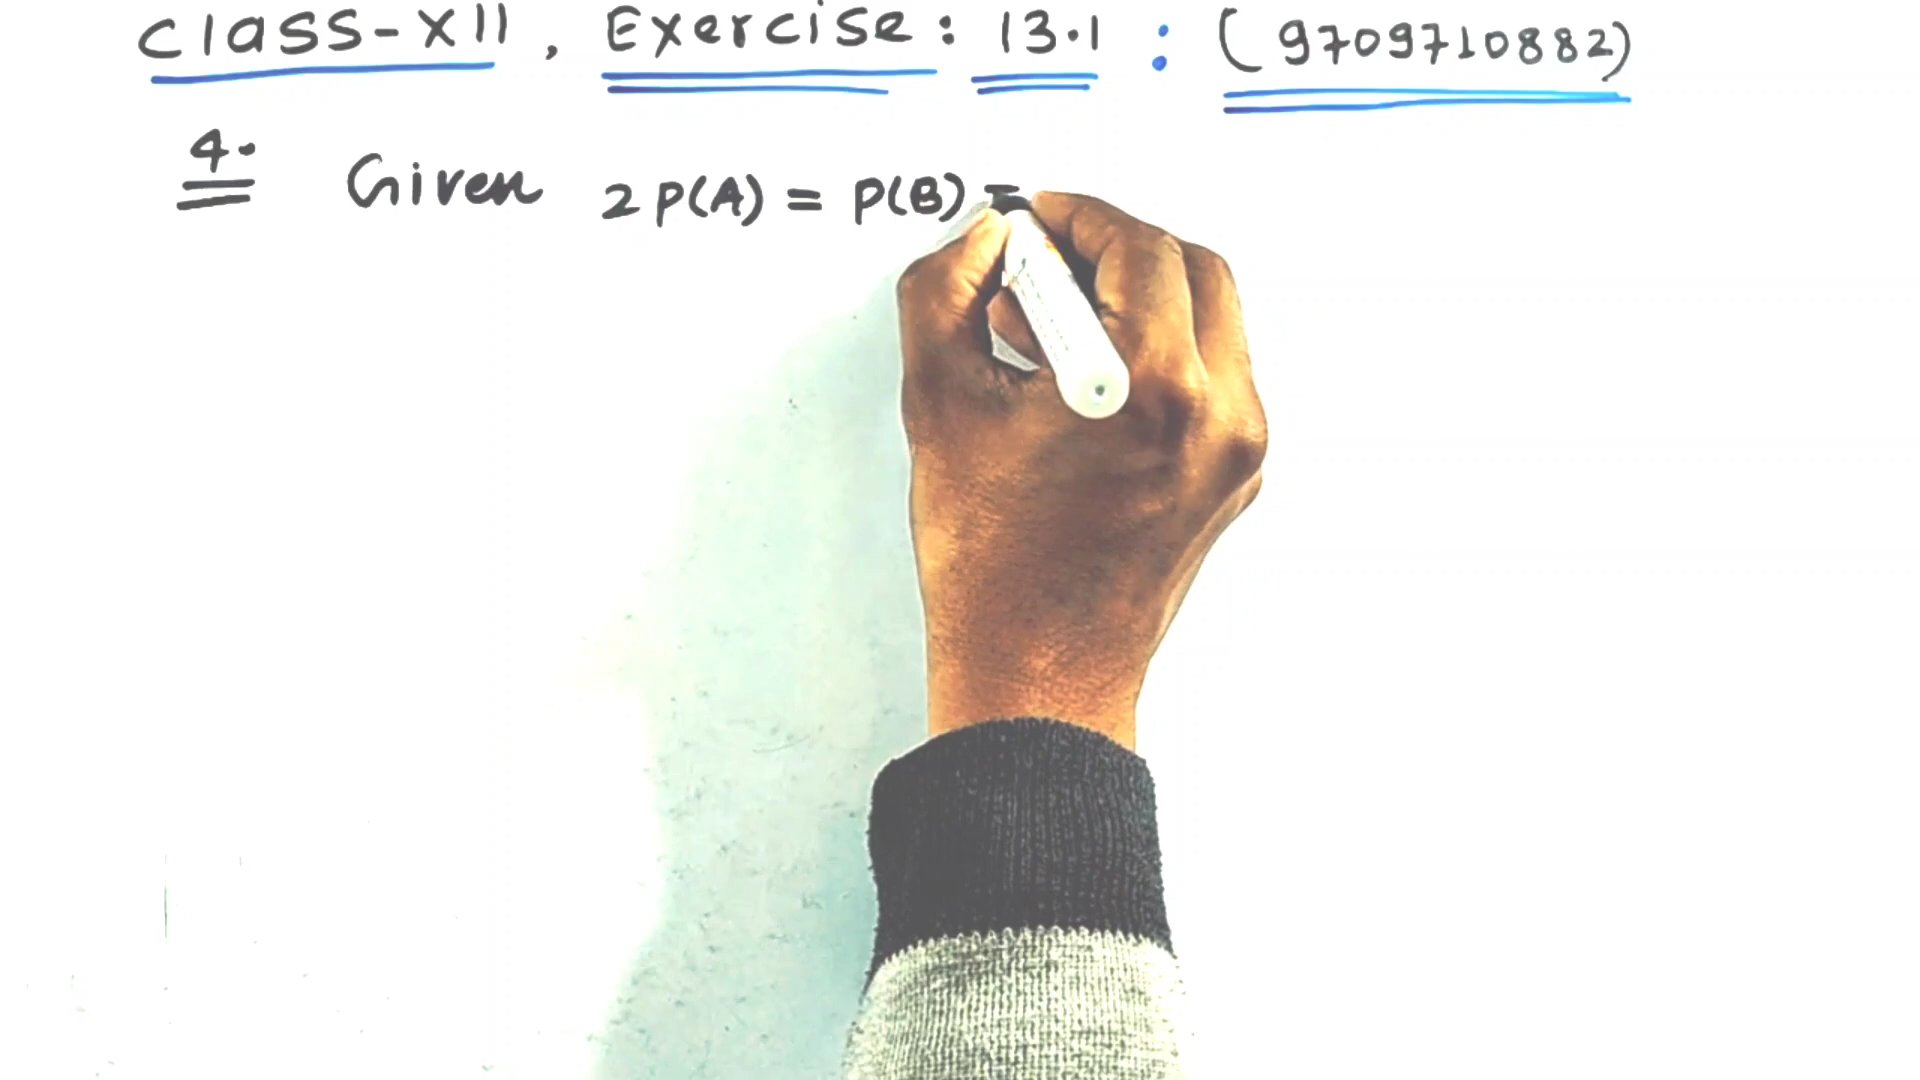 Class-XII, Exercise: 13.1 : (9709710882)
4. Given 2P(A) = P(B) =